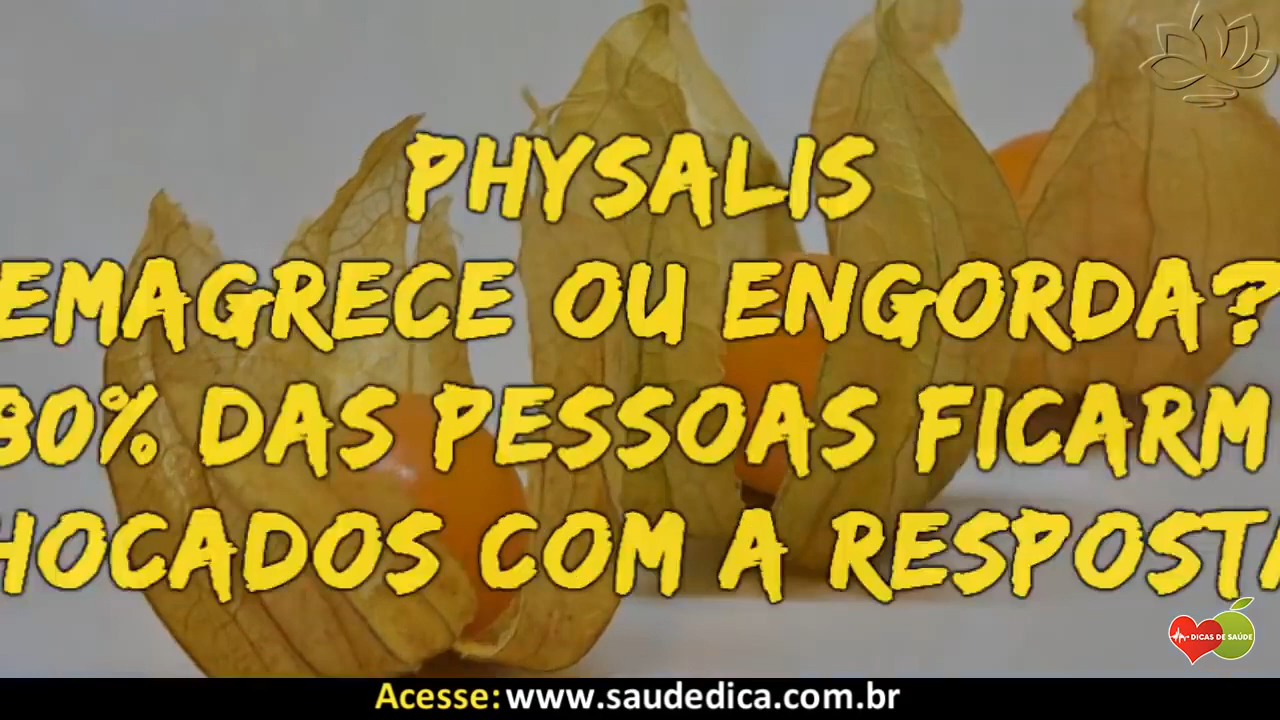 PHYSALIS
EMAGRECE OU ENGORDA?
80% DAS PESSOAS FICARM
HOCADOS COM A RESPOSTA
DICAS DE SAÚDE
Acesse: www.saudedica.com.br